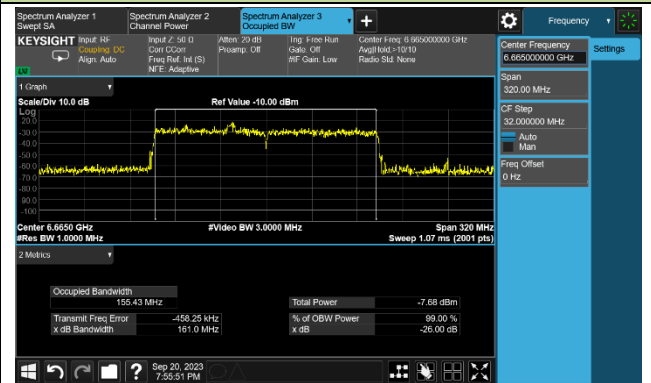 Spectrum Analyzer 1
Swept SA
Spectrum Analyzer 2
Channel Power
Spectrum Analyzer 3
Occupied BW
Frequency
KEYSIGHT
Input: RF
Coupling: DC
Align: Auto
Input Z: 50 Ω
Corr CCorr
Freq Ref: Int (S)
NFE: Adaptive
Atten: 20 dB
Preamp: Off
Trig: Free Run
Gate: Off
#IF Gain: Low
Center Freq: 6.665000000 GHz
Avg|Hold:>10/10
Radio Std: None
LU
1 Graph
Scale/Div 10.0 dB
Ref Value -10.00 dBm
Log
-20.0
-30.0
-40.0
-50.0
-60.0
-70.0
-80.0
-90.0
-100
Center 6.6650 GHz
#Video BW 3.0000 MHz
Span 320 MHz
#Res BW 1.0000 MHz
Sweep 1.07 ms (2001 pts)
2 Metrics
Occupied Bandwidth
155.43 MHz
Total Power
-7.68 dBm
Transmit Freq Error
-458.25 kHz
% of OBW Power
99.00 %
x dB Bandwidth
161.0 MHz
x dB
-26.00 dB
Center Frequency
6.665000000 GHz
Settings
Span
320.00 MHz
CF Step
32.000000 MHz
Auto
Man
Freq Offset
0 Hz
?
Sep 20, 2023
7:55:51 PM